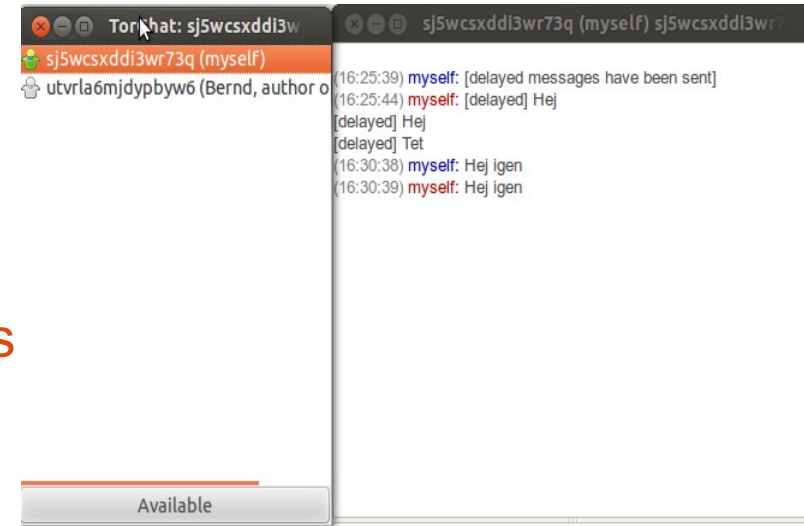 TorChat: sj5wcsxddi3w
sj5wcsxddi3wr73q (myself)
utvrla6mjdypbyw6 (Bernd, author o
s
Available
sj5wcsxddi3wr73q (myself) sj5wcsxddi3wr7
(16:25:39) myself: [delayed messages have been sent]
(16:25:44) myself: [delayed] Hej
[delayed] Hej
[delayed] Tet
(16:30:38) myself: Hej igen
(16:30:39) myself: Hej igen